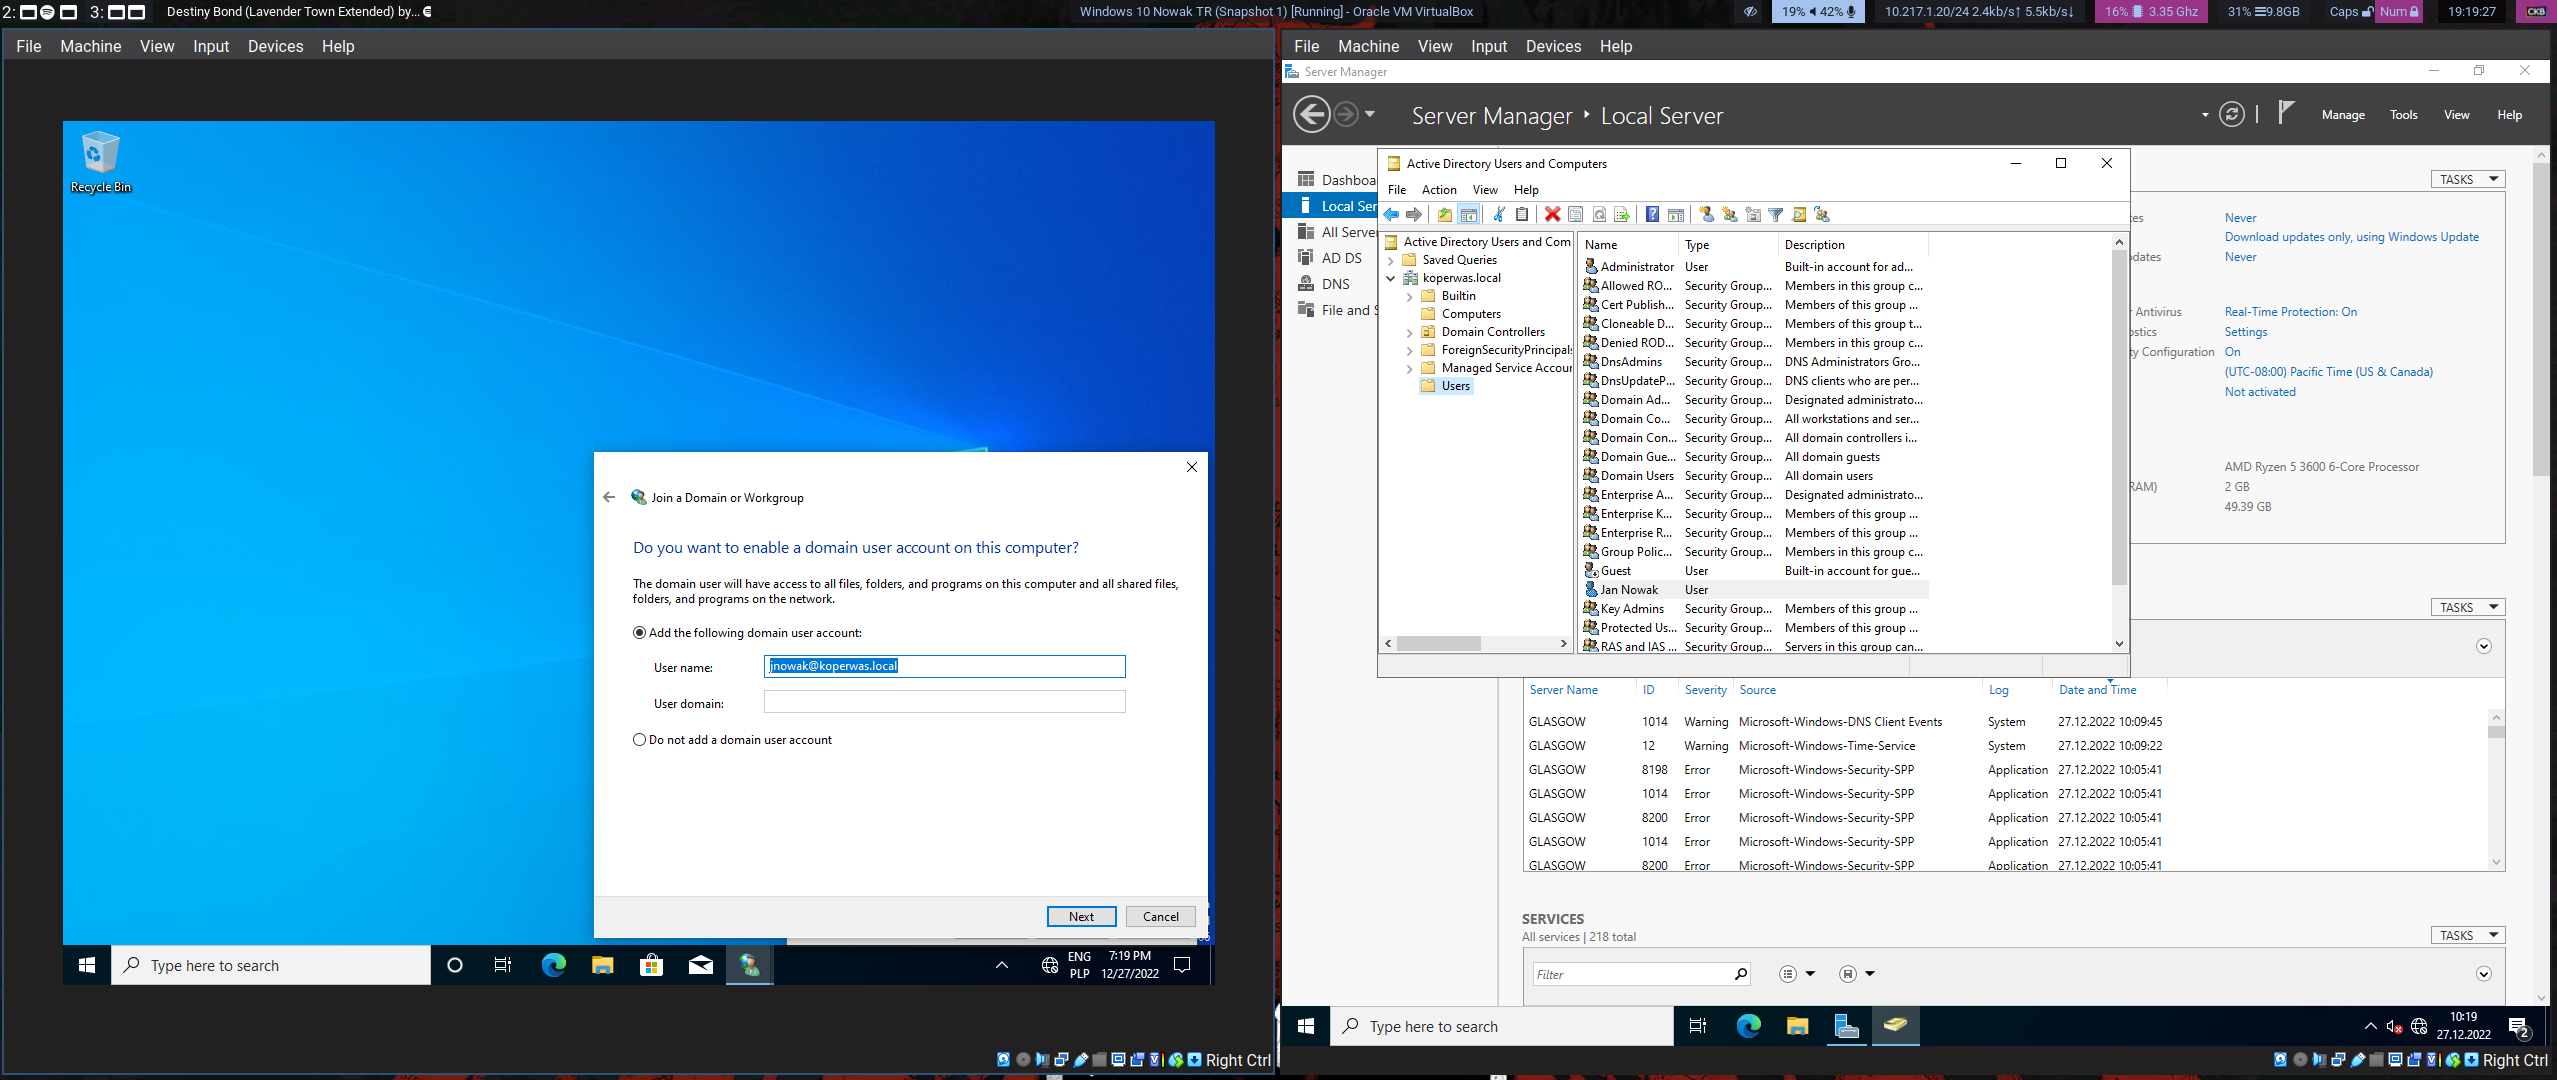 2:
3:
Destiny Bond (Lavender Town Extended) by...
Windows 10 Nowak TR (Snapshot 1) [Running] - Oracle VM VirtualBox
19% 42%
10.217.1.20/24 2.4kb/s↑ 5.5kb/s↓
16% 3.35 Ghz
31% 9.8GB
Caps Num
19:19:27
CKB
File Machine View Input Devices Help
Recycle Bin
Join a Domain or Workgroup
Do you want to enable a domain user account on this computer?
The domain user will have access to all files, folders, and programs on this computer and all shared files,
folders, and programs on the network.
Add the following domain user account:
User name: jnowak@koperwas.local
User domain:
Do not add a domain user account
Next Cancel
Type here to search
ENG 7:19 PM
PLP 12/27/2022
Right Ctrl
File Machine View Input Devices Help
Server Manager
Server Manager Local Server
Manage Tools View Help
Dashboa
Local Ser
All Serve
AD DS
DNS
File and S
Active Directory Users and Computers
File Action View Help
Active Directory Users and Com
Saved Queries
koperwas.local
Builtin
Computers
Domain Controllers
ForeignSecurityPrincipals
Managed Service Accour
Users
Name Type Description
Administrator User Built-in account for ad...
Allowed RO... Security Group... Members in this group c...
Cert Publish... Security Group... Members of this group ...
Cloneable D... Security Group... Members of this group t...
Denied ROD... Security Group... Members in this group c...
DnsAdmins Security Group... DNS Administrators Gro...
DnsUpdateP... Security Group... DNS clients who are per...
Domain Ad... Security Group... Designated administrato...
Domain Co... Security Group... All workstations and ser...
Domain Con... Security Group... All domain controllers i...
Domain Gue... Security Group... All domain guests
Domain Users Security Group... All domain users
Enterprise A... Security Group... Designated administrato...
Enterprise K... Security Group... Members of this group ...
Enterprise R... Security Group... Members of this group ...
Group Polic... Security Group... Members in this group c...
Guest User Built-in account for gue...
Jan Nowak User
Key Admins Security Group... Members of this group ...
Protected Us... Security Group... Members of this group ...
RAS and IAS ... Security Group... Servers in this group can...
TASKS
tes Never
Download updates only, using Windows Update
dates Never
r Antivirus Real-Time Protection: On
ostics Settings
ty Configuration On
(UTC-08:00) Pacific Time (US & Canada)
Not activated
AMD Ryzen 5 3600 6-Core Processor
RAM) 2 GB
49.39 GB
TASKS
Server Name ID Severity Source Log Date and Time
GLASGOW 1014 Warning Microsoft-Windows-DNS Client Events System 27.12.2022 10:09:45
GLASGOW 12 Warning Microsoft-Windows-Time-Service System 27.12.2022 10:09:22
GLASGOW 8198 Error Microsoft-Windows-Security-SPP Application 27.12.2022 10:05:41
GLASGOW 1014 Error Microsoft-Windows-Security-SPP Application 27.12.2022 10:05:41
GLASGOW 8200 Error Microsoft-Windows-Security-SPP Application 27.12.2022 10:05:41
GLASGOW 1014 Error Microsoft-Windows-Security-SPP Application 27.12.2022 10:05:41
GLASGOW 8200 Error Microsoft-Windows-Security-SPP Application 27.12.2022 10:05:41
SERVICES
All services | 218 total
TASKS
Filter
Type here to search
10:19
27.12.2022
2
Right Ctrl